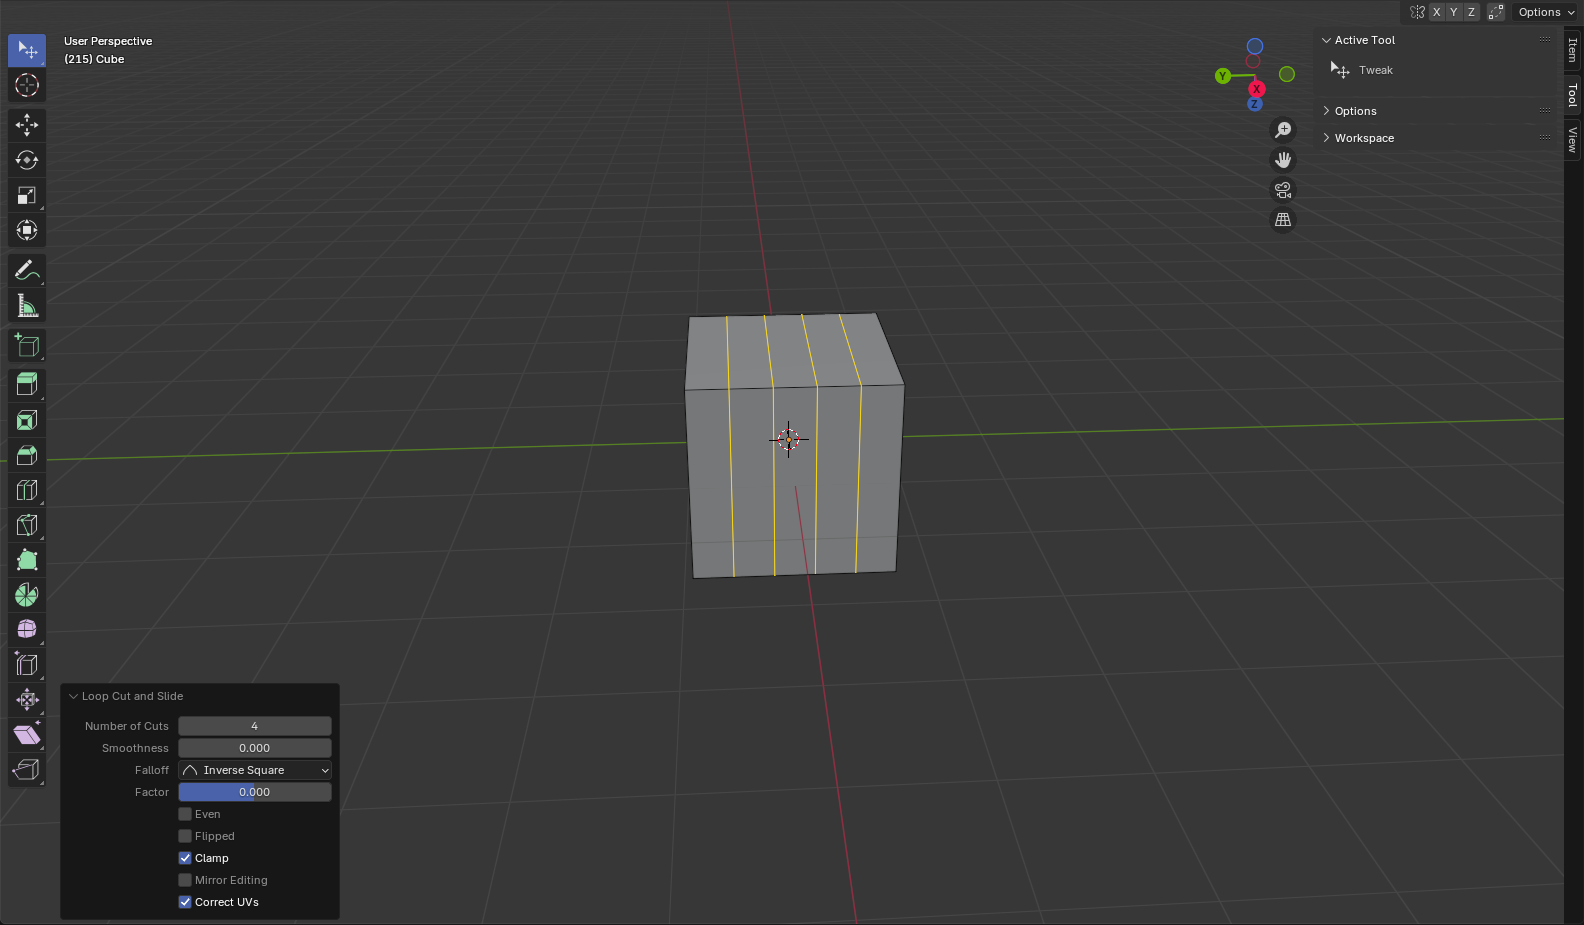 X Y Z Options
User Perspective
(215) Cube
Y
X
Z
Active Tool
Tweak
Options
Workspace
Item
Tool
View
Loop Cut and Slide
Number of Cuts 4
Smoothness 0.000
Falloff Inverse Square
Factor 0.000
Even
Flipped
Clamp
Mirror Editing
Correct UVs